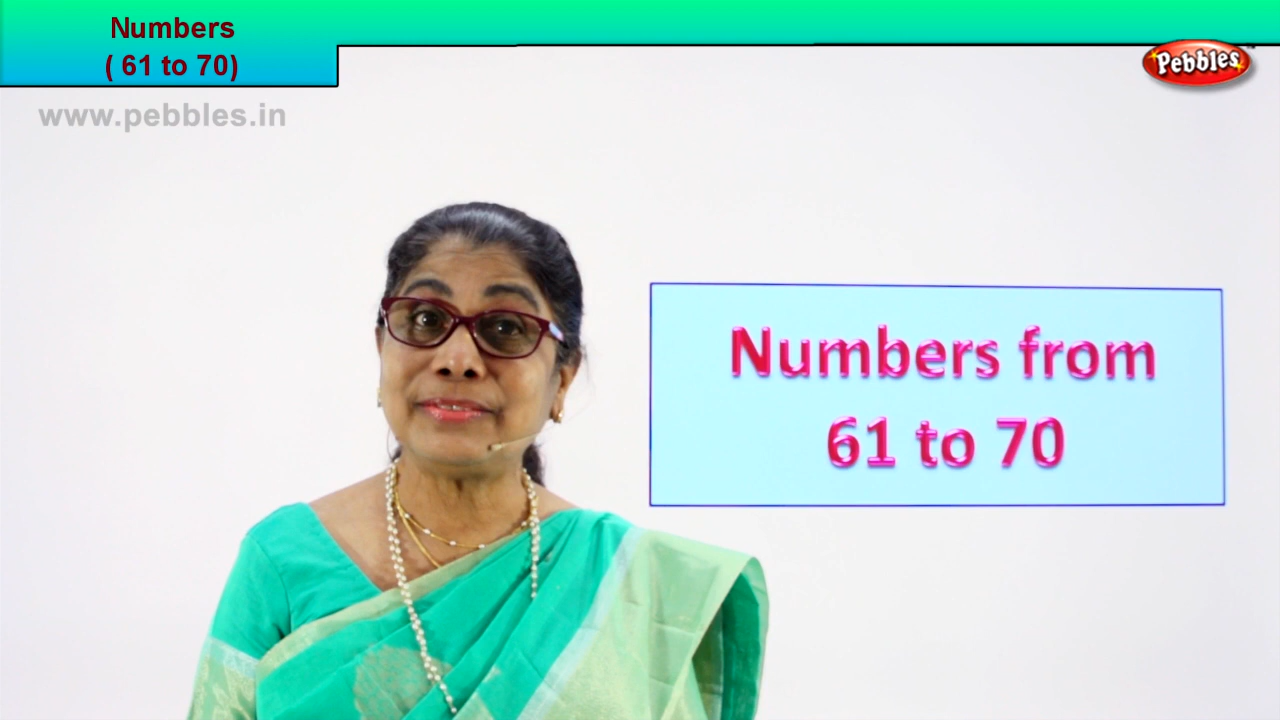 Numbers
( 61 to 70)
Pebbles
www.pebbles.in
Numbers from
61 to 70